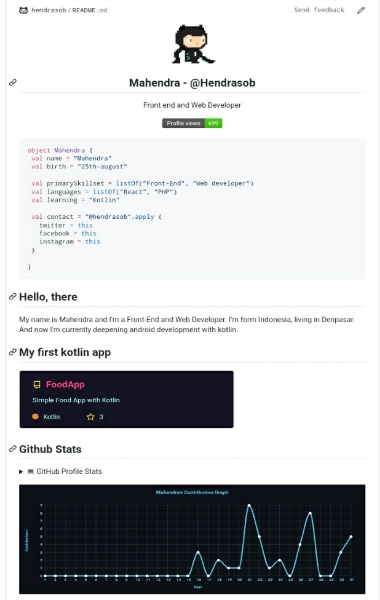 hendrasob / README.md
Send feedback
Mahendra - @Hendrasob
Front end and Web Developer
Profile views 699
object Mahendra {
val name = "Mahendra"
val birth = "25th-august"
val primarySkillset = listOf("Front-End", "Web developer")
val languages = listOf("React", "PHP")
val learning = "Kotlin"
val contact = "@hendrasob".apply {
twitter = this
facebook = this
instagram = this
}
}
Hello, there
My name is Mahendra and I'm a Front-End and Web Developer. I'm form Indonesia, living in Denpasar.
And now I'm currently deepening android development with kotlin.
My first kotlin app
FoodApp
Simple Food App with Kotlin
Kotlin 3
Github Stats
GitHub Profile Stats
Mahendra's Contribution Graph
Contributions
Days